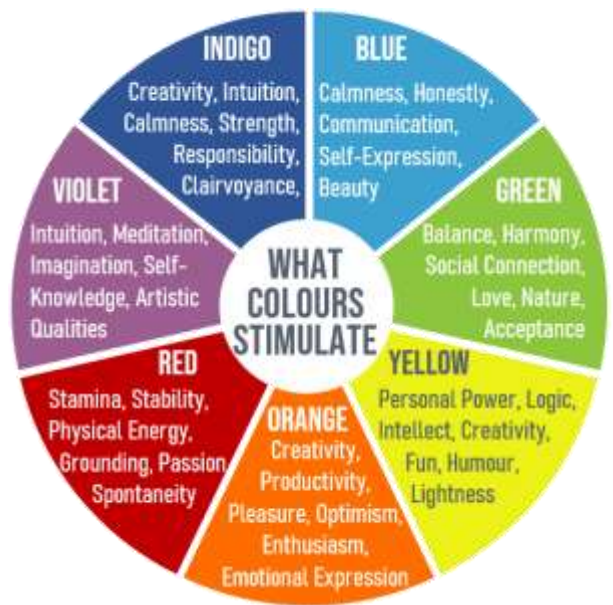 WHAT
COLOURS
STIMULATE
INDIGO
Creativity, Intuition,
Calmness, Strength,
Responsibility,
Clairvoyance,
BLUE
Calmness, Honestly,
Communication,
Self-Expression,
Beauty
GREEN
Balance, Harmony,
Social Connection,
Love, Nature,
Acceptance
YELLOW
Personal Power, Logic,
Intellect, Creativity,
Fun, Humour,
Lightness
ORANGE
Creativity,
Productivity,
Pleasure, Optimism,
Enthusiasm,
Emotional Expression
RED
Stamina, Stability,
Physical Energy,
Grounding, Passion
Spontaneity
VIOLET
Intuition, Meditation,
Imagination, Self-
Knowledge, Artistic
Qualities